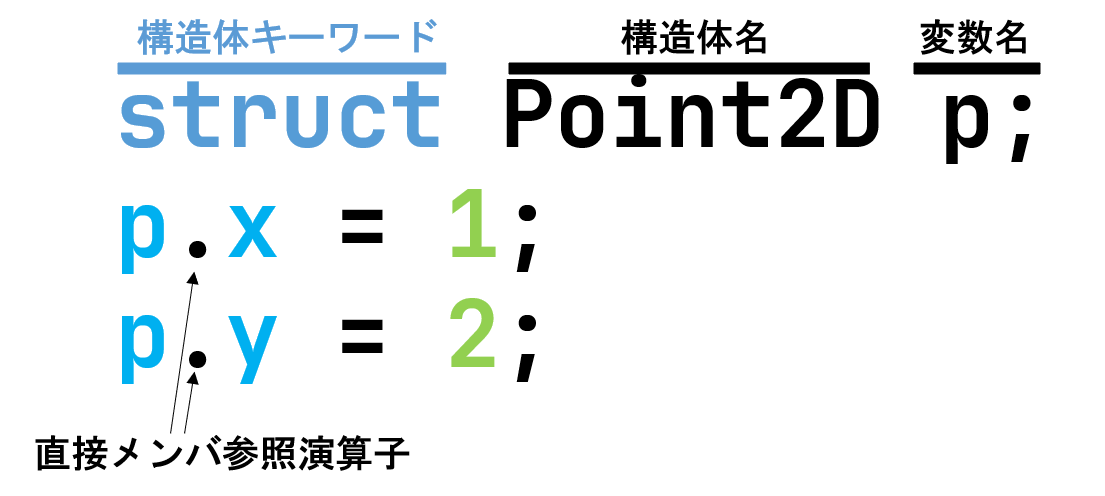 構造体キーワード 構造体名 変数名
struct Point2D p;
p.x = 1;
p.y = 2;
直接メンバ参照演算子